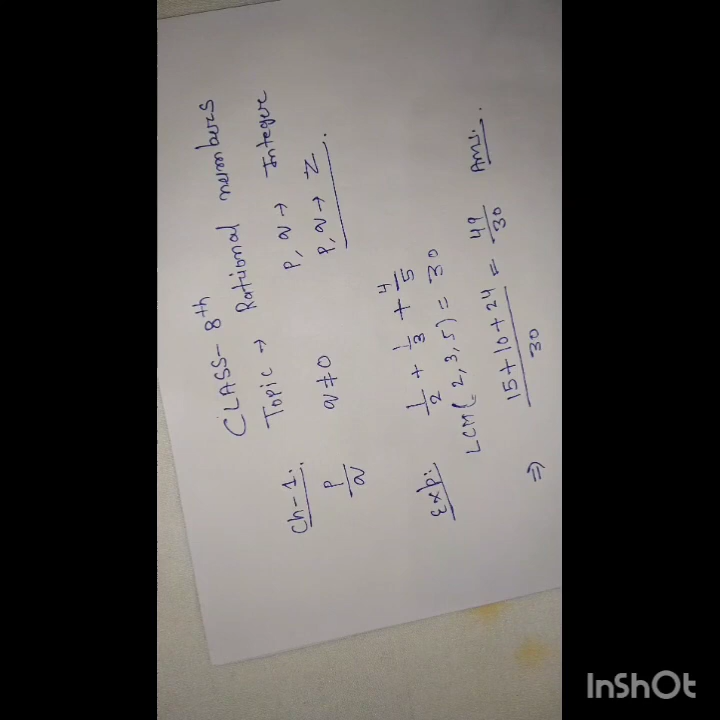 CLASS- 8th
Ch-1. Topic → Rational numbers
p/q q≠0 P, q → Integer
P, q → Z.
Exp: 1/2 + 1/3 + 4/5
LCM(2, 3, 5) = 30
⇒ 15+10+24/30 = 49/30 Ans.
InShOt